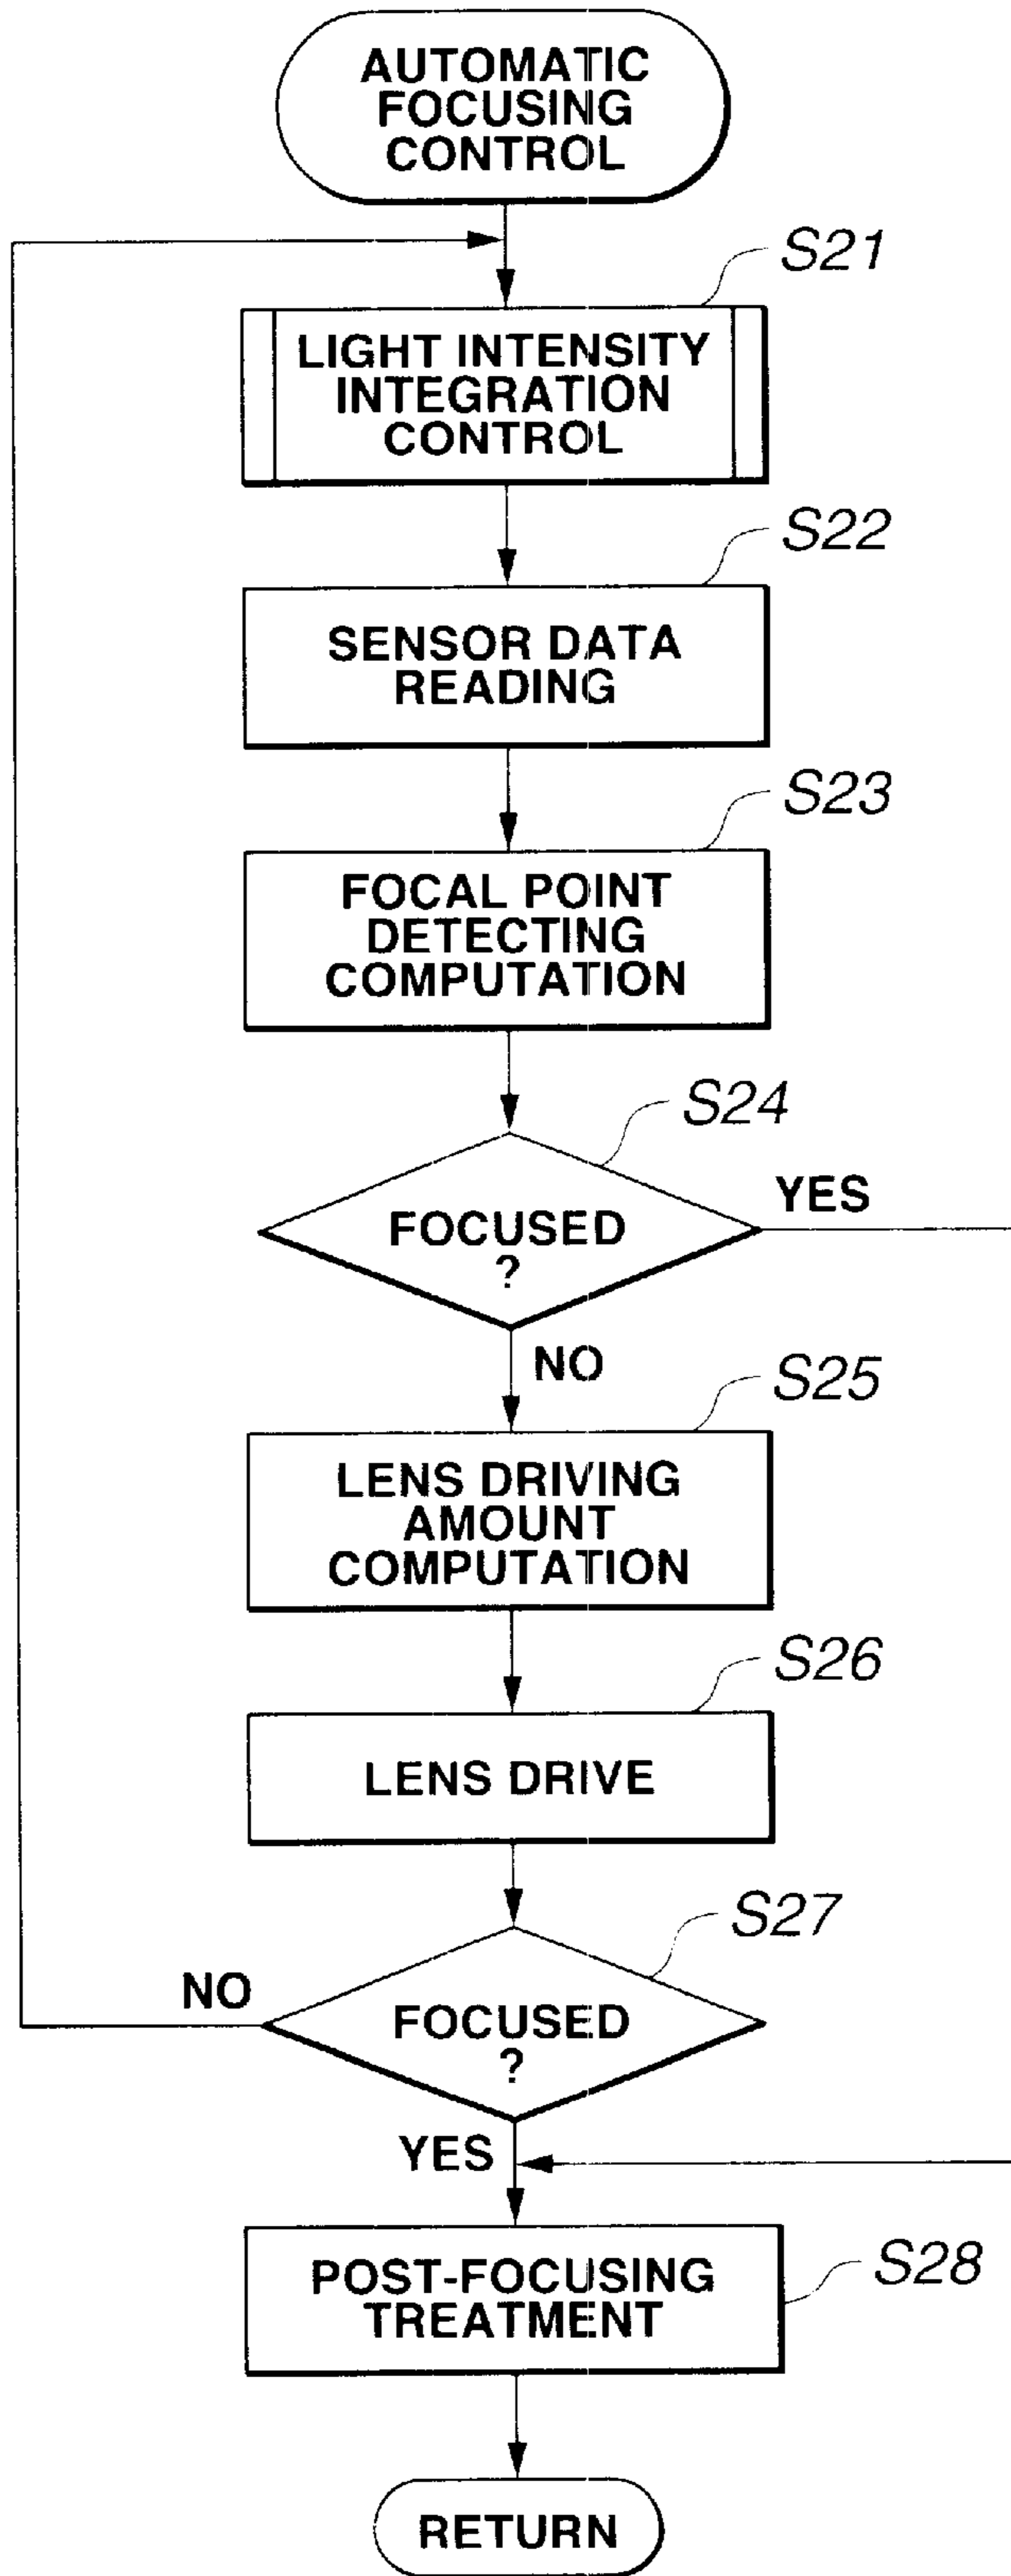 AUTOMATIC
FOCUSING
CONTROL
S21
LIGHT INTENSITY
INTEGRATION
CONTROL
S22
SENSOR DATA
READING
S23
FOCAL POINT
DETECTING
COMPUTATION
S24
YES
FOCUSED
?
NO
S25
LENS DRIVING
AMOUNT
COMPUTATION
S26
LENS DRIVE
S27
NO
FOCUSED
?
YES
POST-FOCUSING
TREATMENT
S28
RETURN